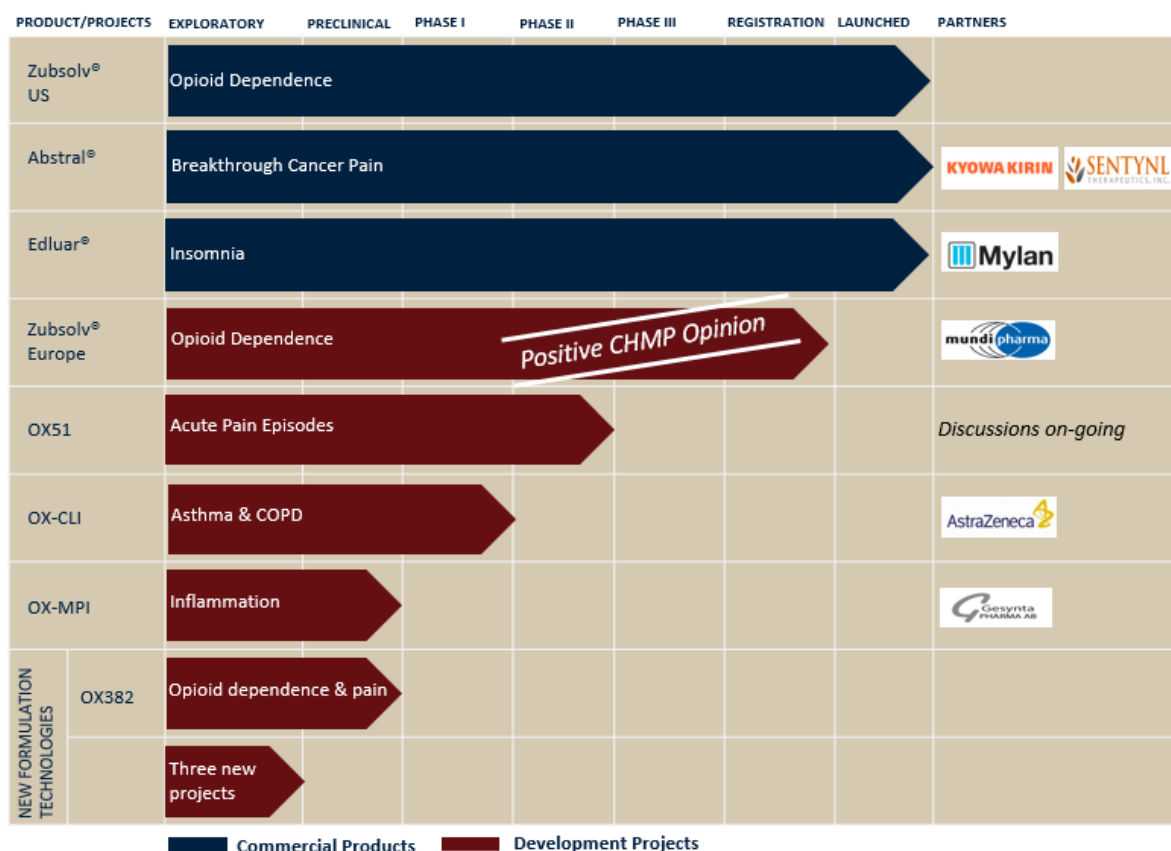 PRODUCT/PROJECTS EXPLORATORY PRECLINICAL PHASE I PHASE II PHASE III REGISTRATION LAUNCHED PARTNERS
Zubsolv®
US
Opioid Dependence
Abstral®
Breakthrough Cancer Pain
KYOWA KIRIN
SENTYNL
THERAPEUTICS, INC.
Edluar®
Insomnia
Mylan
Zubsolv®
Europe
Opioid Dependence
Positive CHMP Opinion
mundipharma
OX51
Acute Pain Episodes
Discussions on-going
OX-CLI
Asthma & COPD
AstraZeneca
OX-MPI
Inflammation
Gesynta
PHARMA AB
NEW FORMULATION
TECHNOLOGIES
OX382
Opioid dependence & pain
Three new
projects
Commercial Products Development Projects